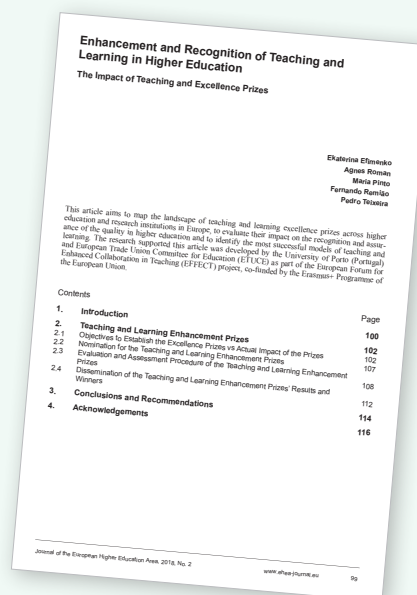 Enhancement and Recognition of Teaching and
Learning in Higher Education
The Impact of Teaching and Excellence Prizes
Ekaterina Efimenko
Agnes Roman
Maria Pinto
Fernando Remião
Pedro Teixeira
This article aims to map the landscape of teaching and learning excellence prizes across higher
education and research institutions in Europe, to evaluate their impact on the recognition and assur-
ance of the quality in higher education and to identify the most successful models of teaching and
learning. The research supported this article was developed by the University of Porto (Portugal)
and European Trade Union Committee for Education (ETUCE) as part of the European Forum for
Enhanced Collaboration in Teaching (EFFECT) project, co-funded by the Erasmus+ Programme of
the European Union.
Contents Page
1. Introduction 100
2. Teaching and Learning Enhancement Prizes 102
2.1 Objectives to Establish the Excellence Prizes vs Actual Impact of the Prizes 102
2.2 Nomination for the Teaching and Learning Enhancement Prizes 107
2.3 Evaluation and Assessment Procedure of the Teaching and Learning Enhancement
Prizes 108
2.4 Dissemination of the Teaching and Learning Enhancement Prizes' Results and
Winners 112
3. Conclusions and Recommendations 114
4. Acknowledgements 116
Journal of the European Higher Education Area, 2018, No. 2 www.ehea-journal.eu 99